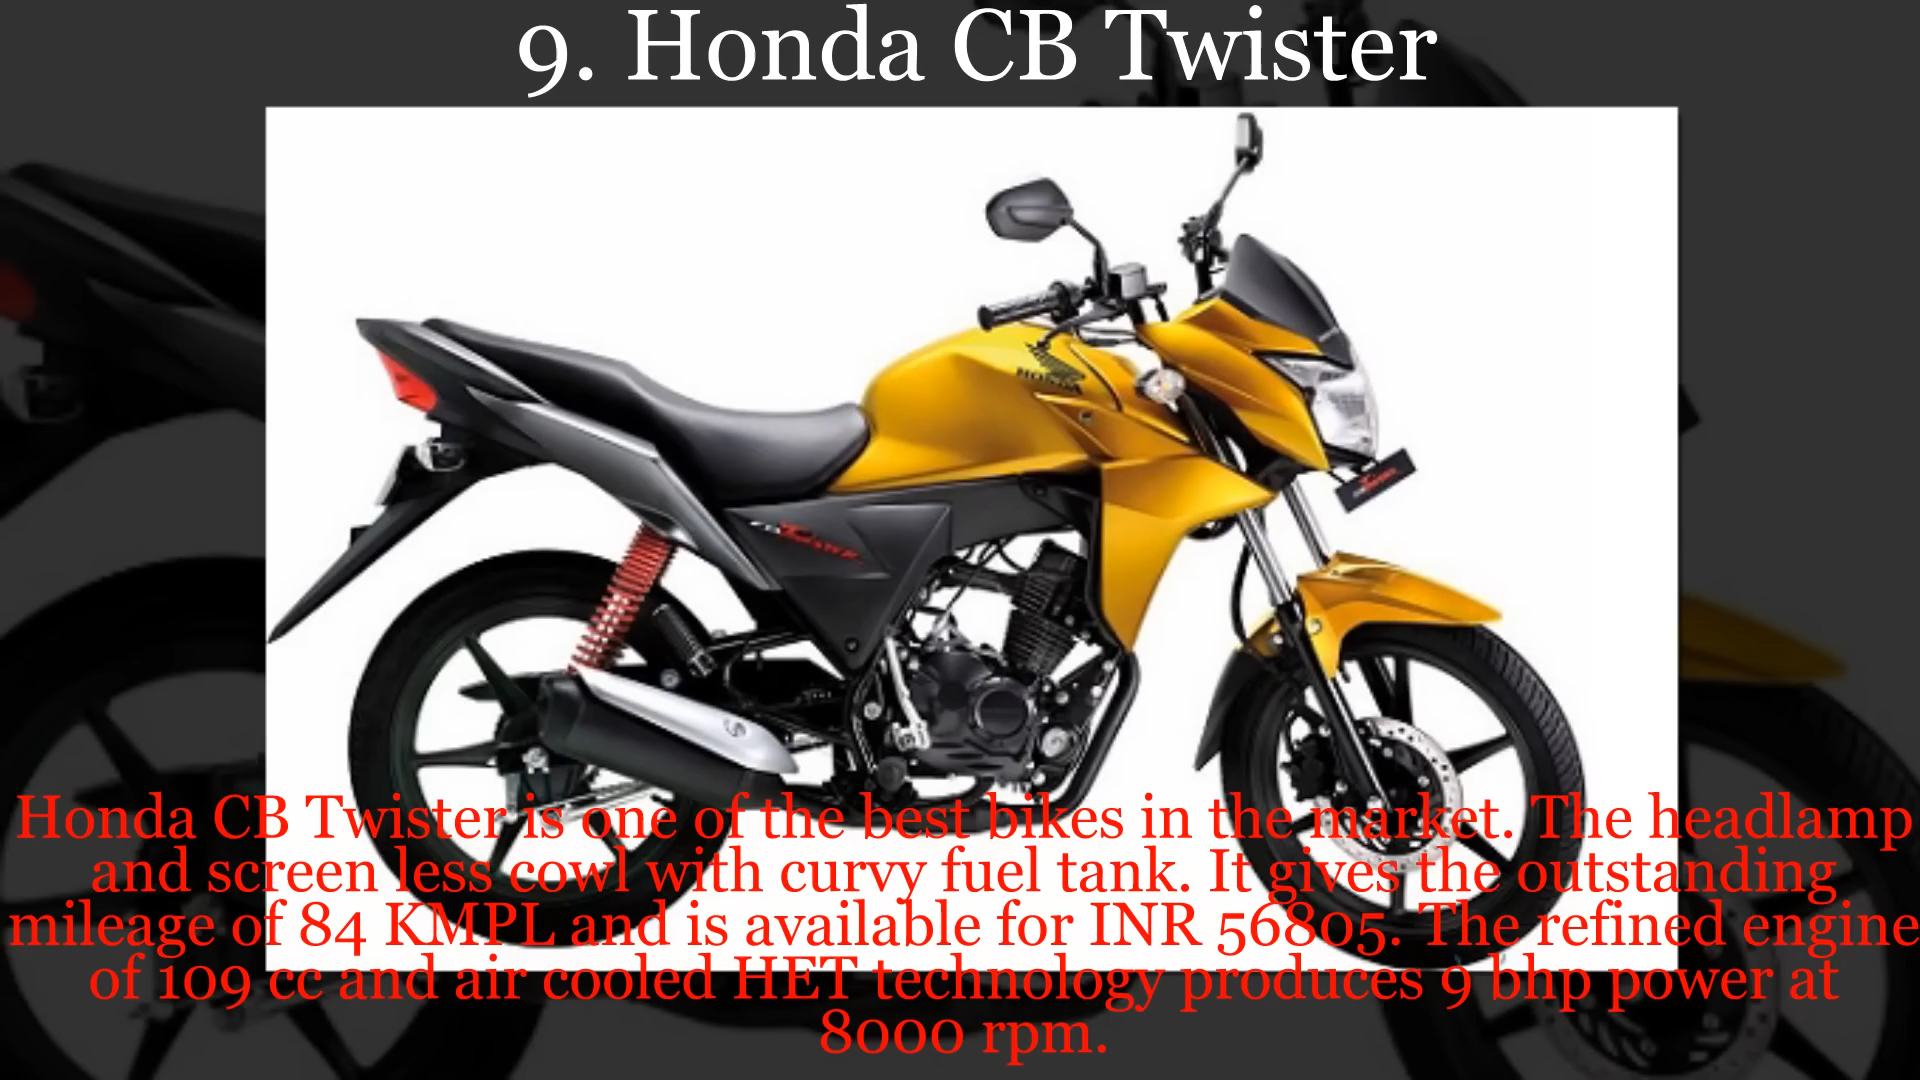 9. Honda CB Twister
HONDA
Twister
Honda CB Twister is one of the best bikes in the market. The headlamp
and screen less cowl with curvy fuel tank. It gives the outstanding
mileage of 84 KMPL and is available for INR 56805. The refined engine
of 109 cc and air cooled HET technology produces 9 bhp power at
8000 rpm.